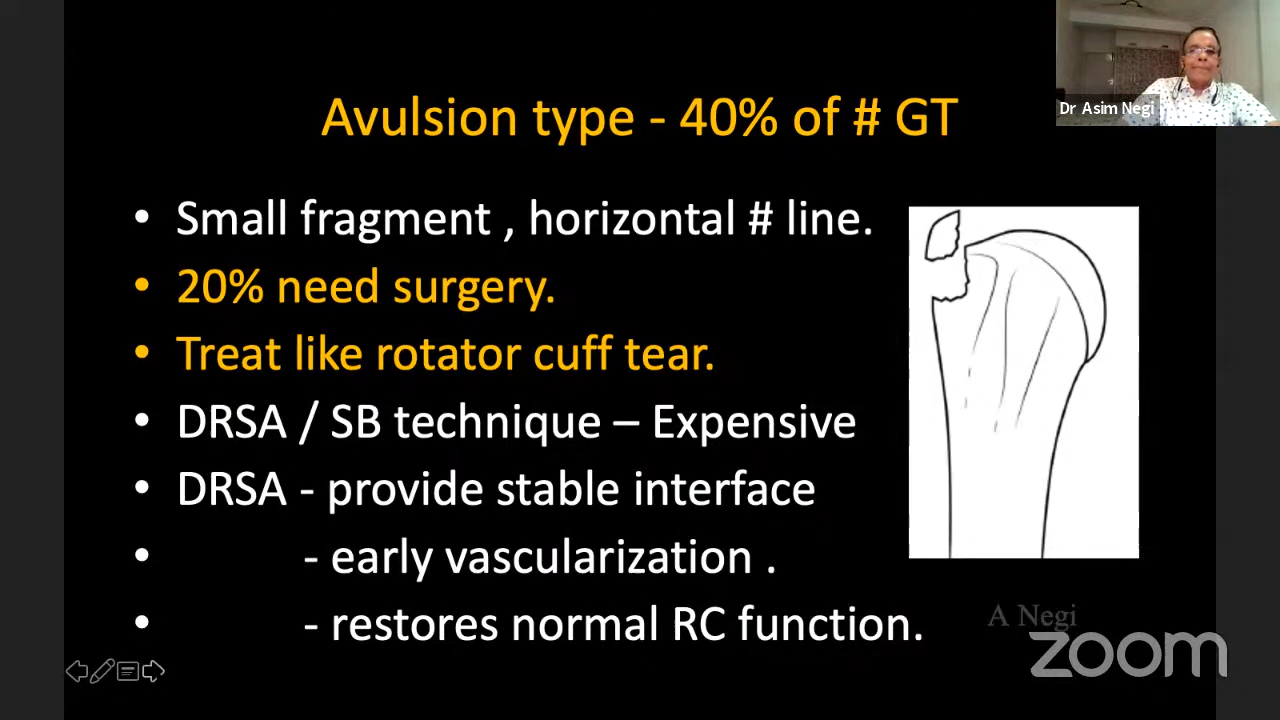 Dr Asim Negi
Avulsion type - 40% of # GT
• Small fragment , horizontal # line.
• 20% need surgery.
• Treat like rotator cuff tear.
• DRSA / SB technique – Expensive
• DRSA - provide stable interface
• - early vascularization .
• - restores normal RC function.
A Negi
zoom